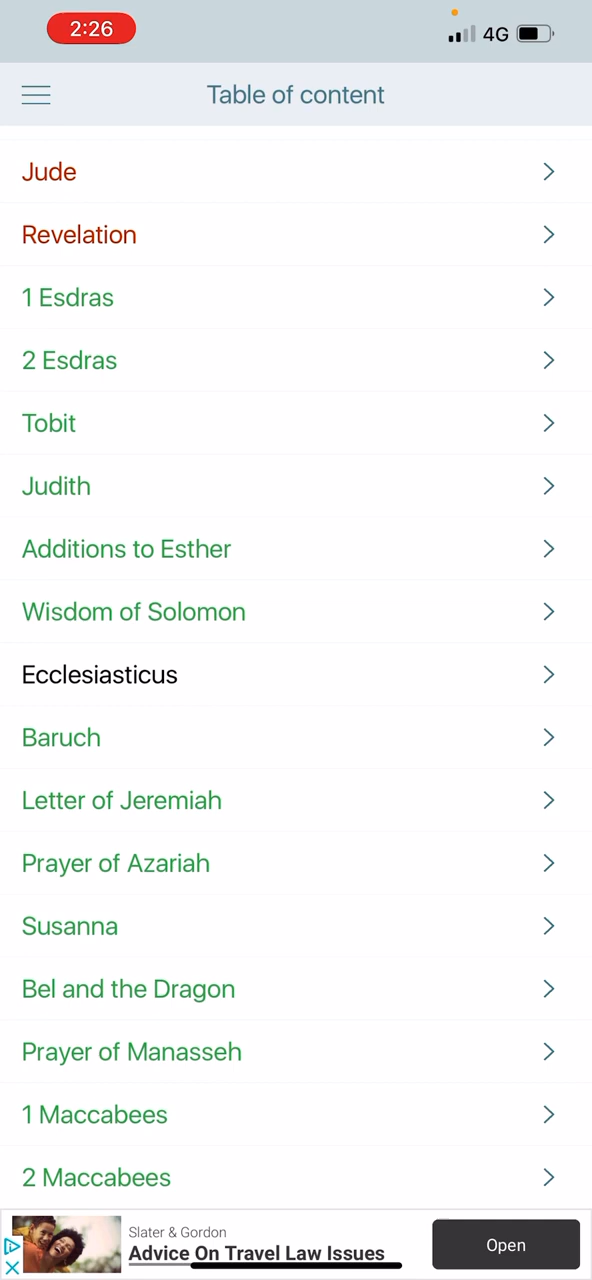 2:26
4G
Table of content
Jude
Revelation
1 Esdras
2 Esdras
Tobit
Judith
Additions to Esther
Wisdom of Solomon
Ecclesiasticus
Baruch
Letter of Jeremiah
Prayer of Azariah
Susanna
Bel and the Dragon
Prayer of Manasseh
1 Maccabees
2 Maccabees
Slater & Gordon
Advice On Travel Law Issues
Open